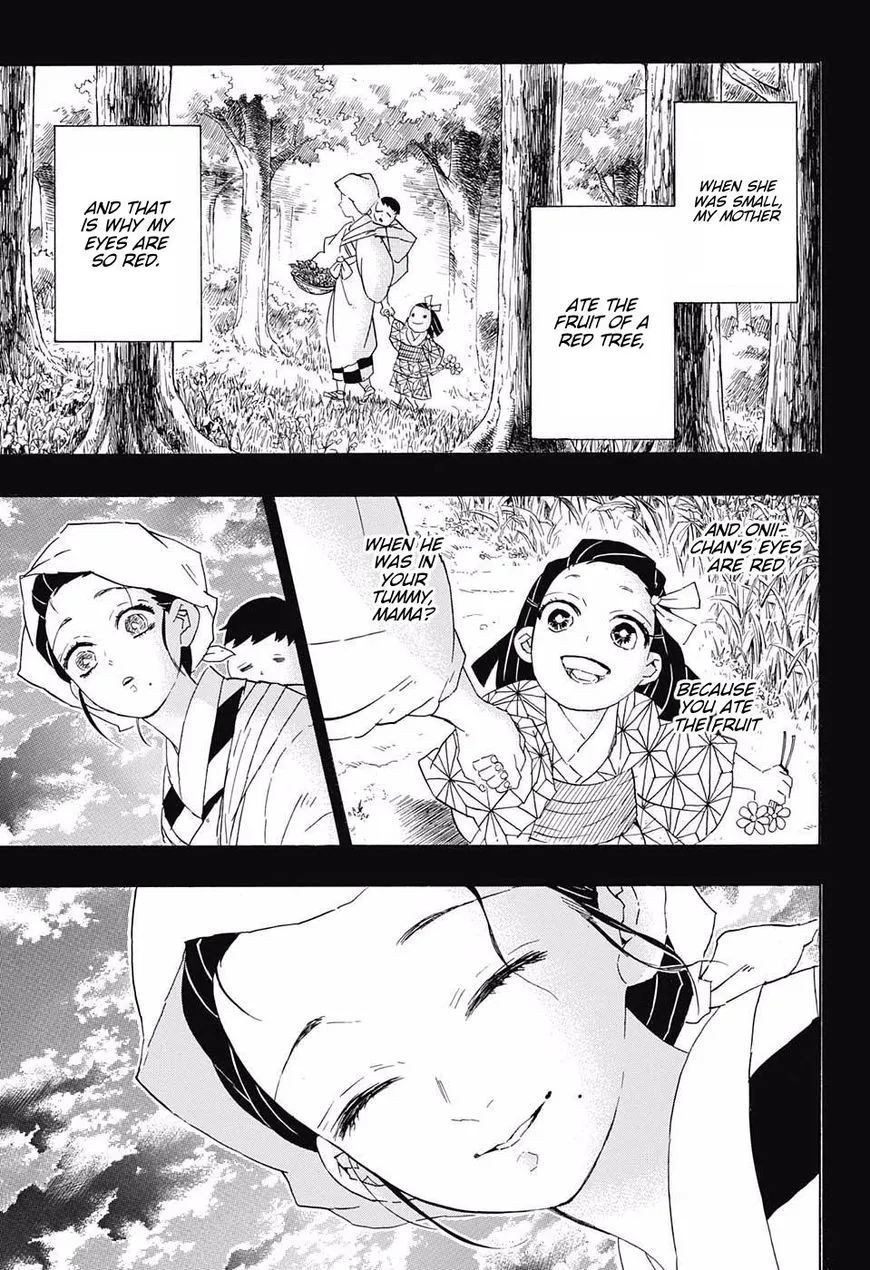 WHEN SHE
WAS SMALL,
MY MOTHER
ATE THE
FRUIT OF A
RED TREE,
AND THAT
IS WHY MY
EYES ARE
SO RED.
AND ONII-
CHAN'S EYES
ARE RED
BECAUSE
YOU ATE
THE FRUIT
WHEN HE
WAS IN
YOUR
TUMMY,
MAMA?